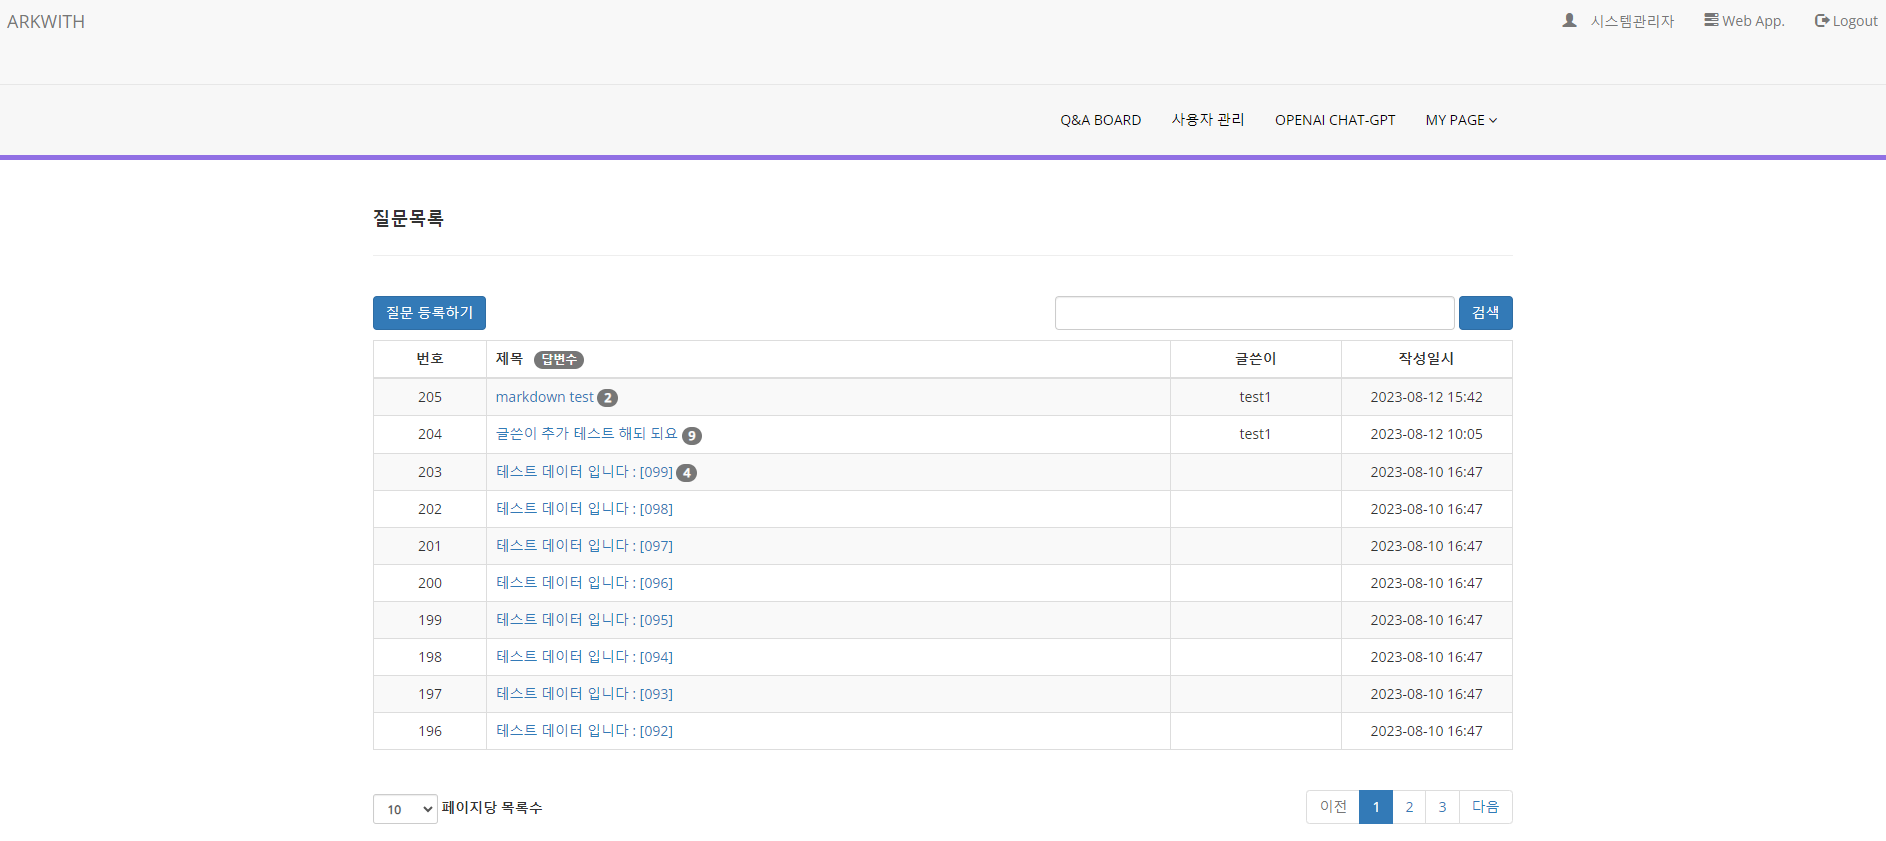 ARKWITH 시스템관리자 Web App. Logout
Q&A BOARD 사용자 관리 OPENAI CHAT-GPT MY PAGE
질문목록
질문 등록하기 검색
번호 제목 답변수 글쓴이 작성일시
205 markdown test 2 test1 2023-08-12 15:42
204 글쓴이 추가 테스트 해되 되요 9 test1 2023-08-12 10:05
203 테스트 데이터 입니다 : [099] 4 2023-08-10 16:47
202 테스트 데이터 입니다 : [098] 2023-08-10 16:47
201 테스트 데이터 입니다 : [097] 2023-08-10 16:47
200 테스트 데이터 입니다 : [096] 2023-08-10 16:47
199 테스트 데이터 입니다 : [095] 2023-08-10 16:47
198 테스트 데이터 입니다 : [094] 2023-08-10 16:47
197 테스트 데이터 입니다 : [093] 2023-08-10 16:47
196 테스트 데이터 입니다 : [092] 2023-08-10 16:47
10 페이지당 목록수 이전 1 2 3 다음